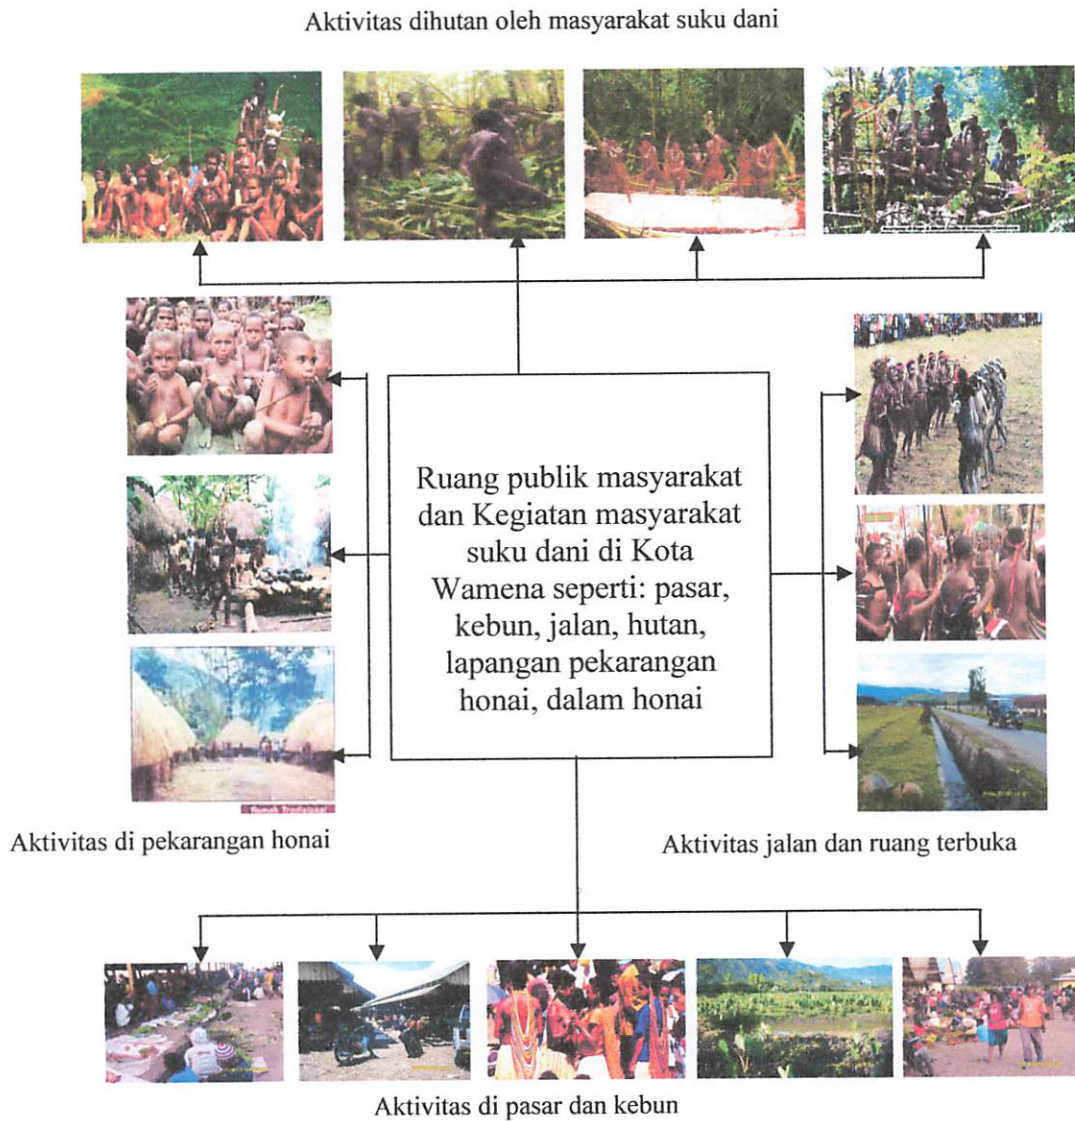 Aktivitas dihutan oleh masyarakat suku dani
Ruang publik masyarakat
dan Kegiatan masyarakat
suku dani di Kota
Wamena seperti: pasar,
kebun, jalan, hutan,
lapangan pekarangan
honai, dalam honai
Rumah Tradisional
Aktivitas di pekarangan honai
Aktivitas jalan dan ruang terbuka
Aktivitas di pasar dan kebun